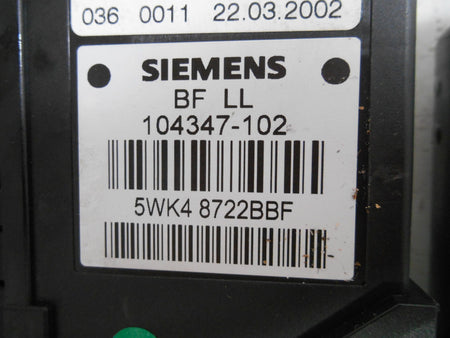 036 0011 22.03.2002
SIEMENS
BF LL
104347-102
5WK4 8722BBF